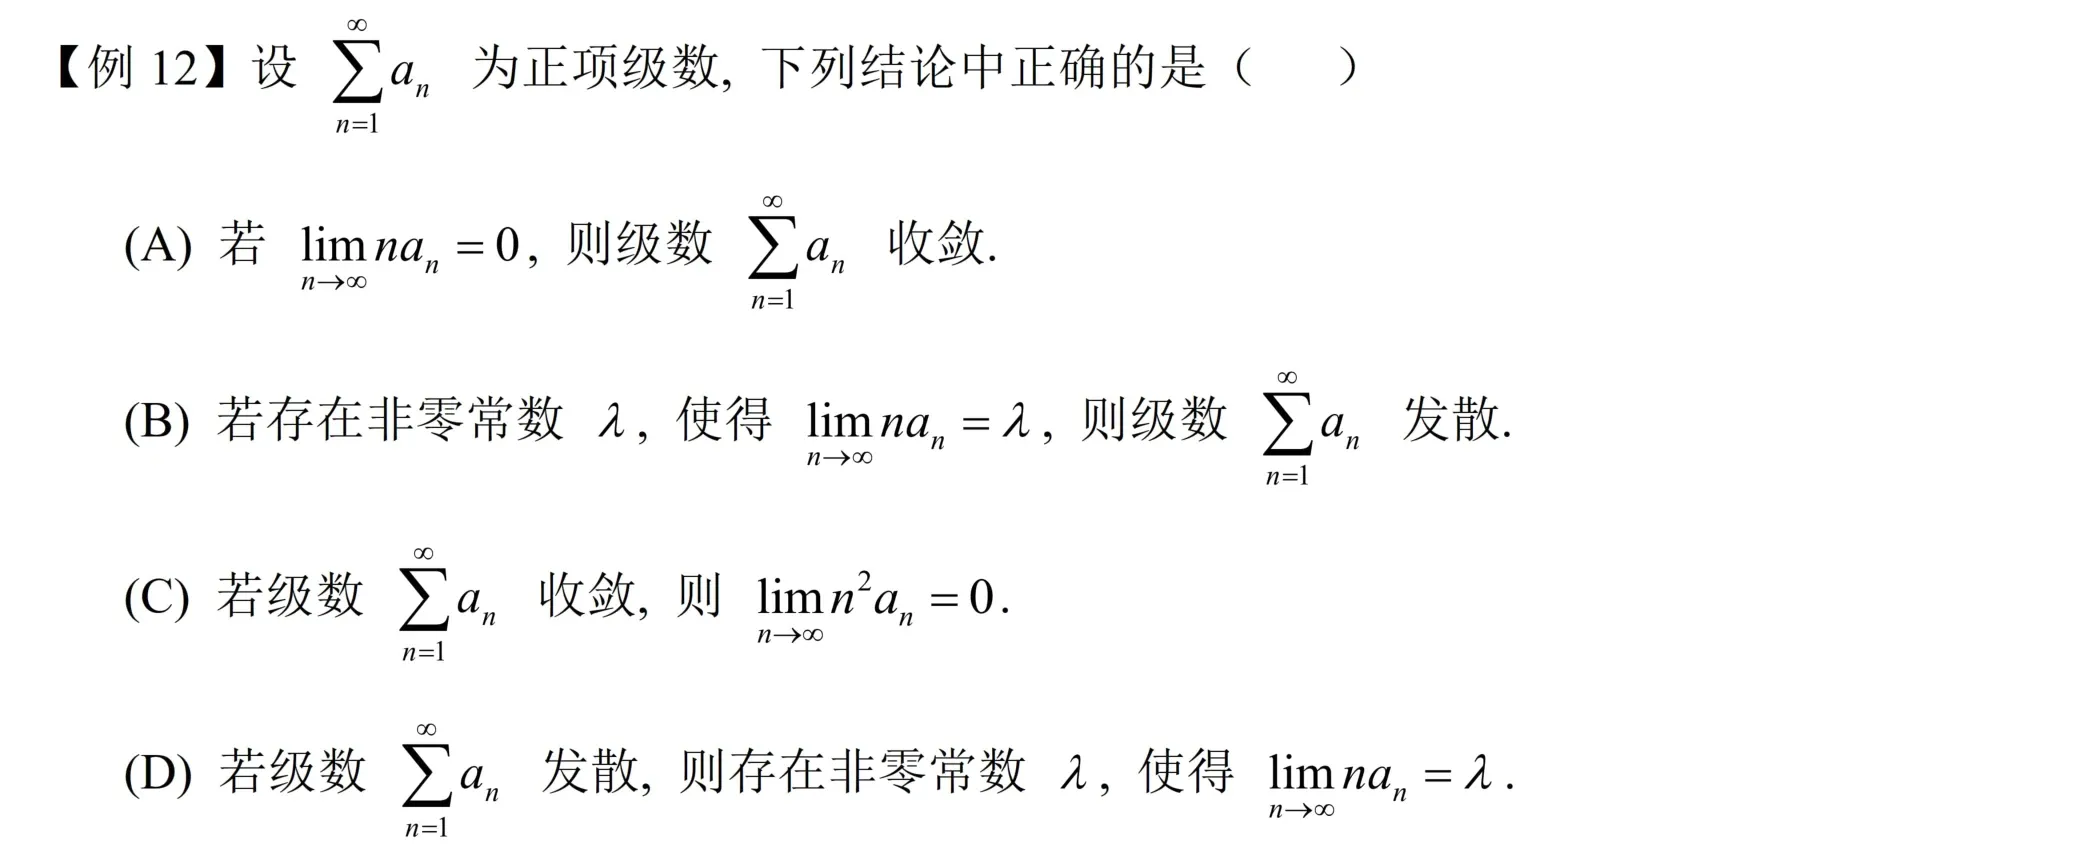 【例 12】设 $\sum_{n=1}^{\infty} a_n$ 为正项级数, 下列结论中正确的是（　　）
(A) 若 $\lim_{n\to\infty} na_n = 0$, 则级数 $\sum_{n=1}^{\infty} a_n$ 收敛.
(B) 若存在非零常数 $\lambda$, 使得 $\lim_{n\to\infty} na_n = \lambda$, 则级数 $\sum_{n=1}^{\infty} a_n$ 发散.
(C) 若级数 $\sum_{n=1}^{\infty} a_n$ 收敛, 则 $\lim_{n\to\infty} n^2 a_n = 0$.
(D) 若级数 $\sum_{n=1}^{\infty} a_n$ 发散, 则存在非零常数 $\lambda$, 使得 $\lim_{n\to\infty} na_n = \lambda$.